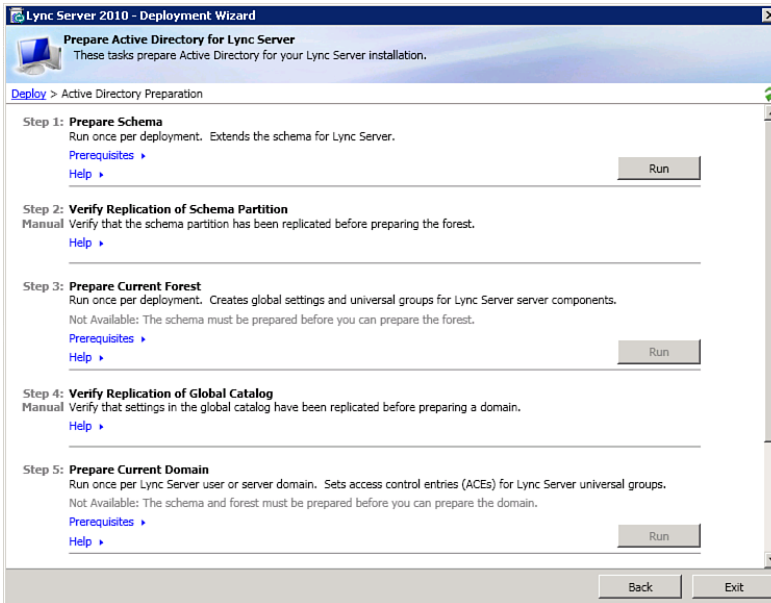 Lync Server 2010 - Deployment Wizard
Prepare Active Directory for Lync Server
These tasks prepare Active Directory for your Lync Server installation.
Deploy > Active Directory Preparation
Step 1: Prepare Schema
Run once per deployment. Extends the schema for Lync Server.
Prerequisites
Help
Run
Step 2: Verify Replication of Schema Partition
Manual Verify that the schema partition has been replicated before preparing the forest.
Help
Step 3: Prepare Current Forest
Run once per deployment. Creates global settings and universal groups for Lync Server server components.
Not Available: The schema must be prepared before you can prepare the forest.
Prerequisites
Help
Run
Step 4: Verify Replication of Global Catalog
Manual Verify that settings in the global catalog have been replicated before preparing a domain.
Help
Step 5: Prepare Current Domain
Run once per Lync Server user or server domain. Sets access control entries (ACEs) for Lync Server universal groups.
Not Available: The schema and forest must be prepared before you can prepare the domain.
Prerequisites
Help
Run
Back Exit